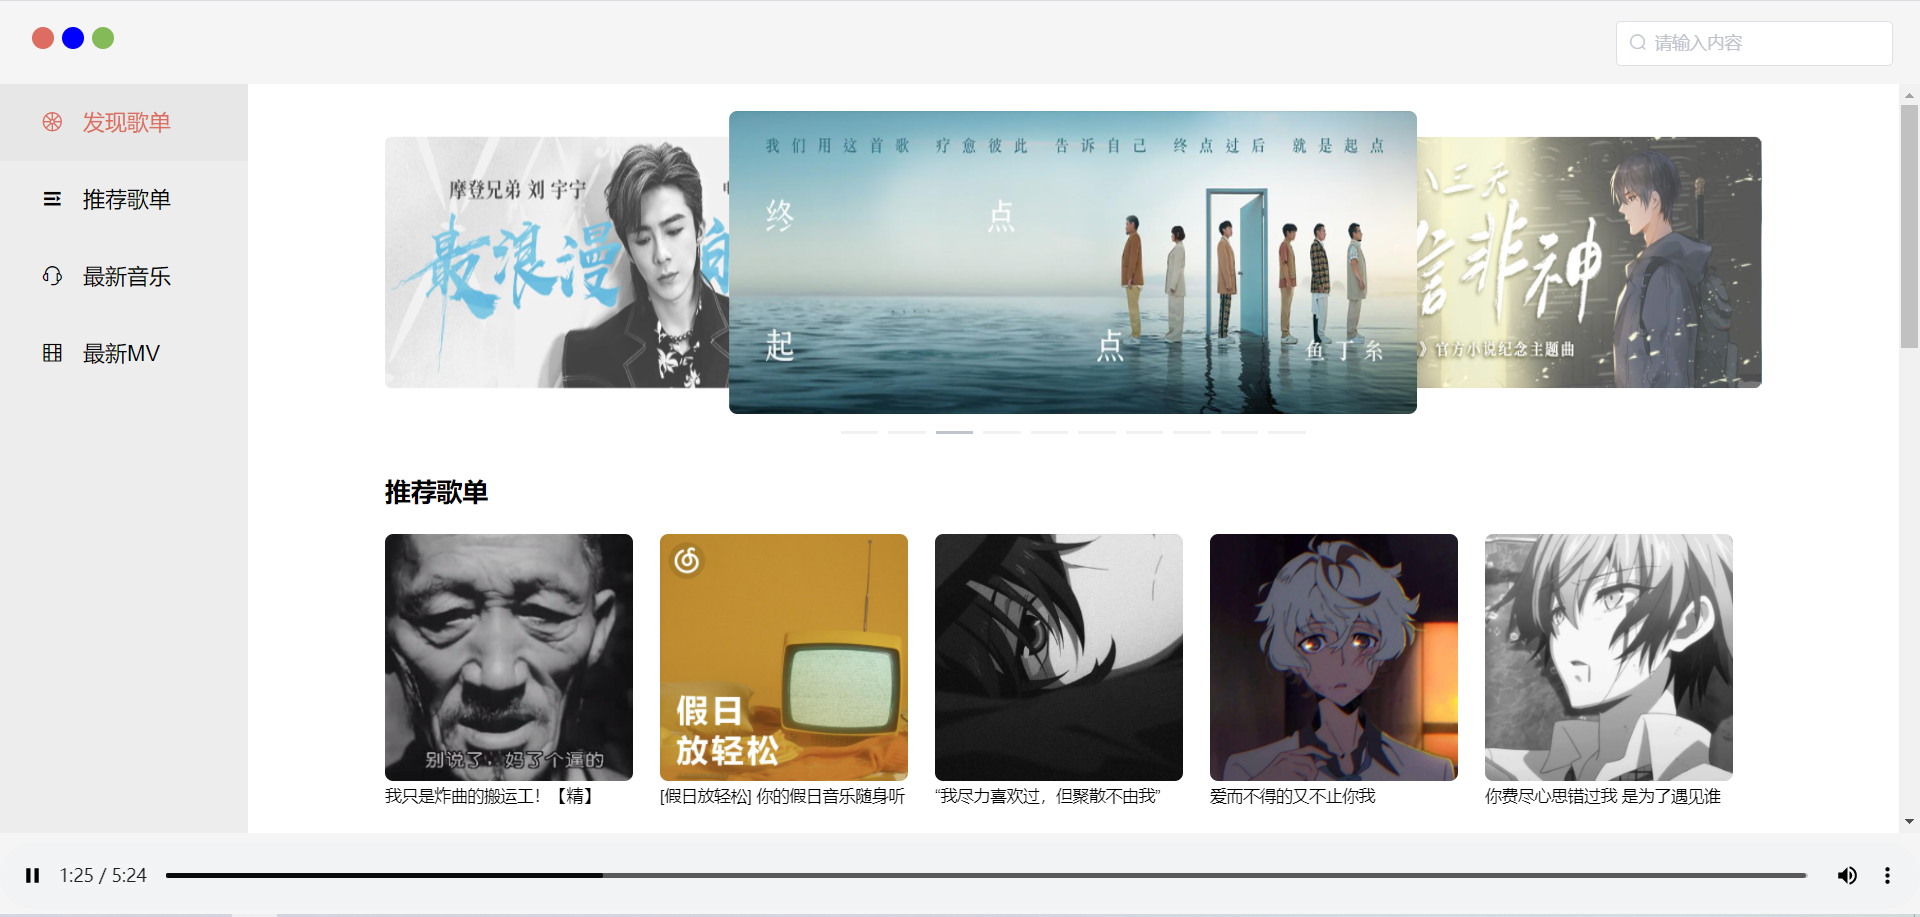 请输入内容
发现歌单
推荐歌单
最新音乐
最新MV
摩登兄弟 刘宇宁
最浪漫
我们用这首歌 疗愈彼此 告诉自己 终点过后 就是起点
终 点
起 点
鱼丁糸
三天
信非神
》官方小说纪念主题曲
推荐歌单
别说了，妈了个逼的
假日
放轻松
我只是炸曲的搬运工！【精】
[假日放轻松] 你的假日音乐随身听
“我尽力喜欢过，但聚散不由我”
爱而不得的又不止你我
你费尽心思错过我 是为了遇见谁
1:25 / 5:24